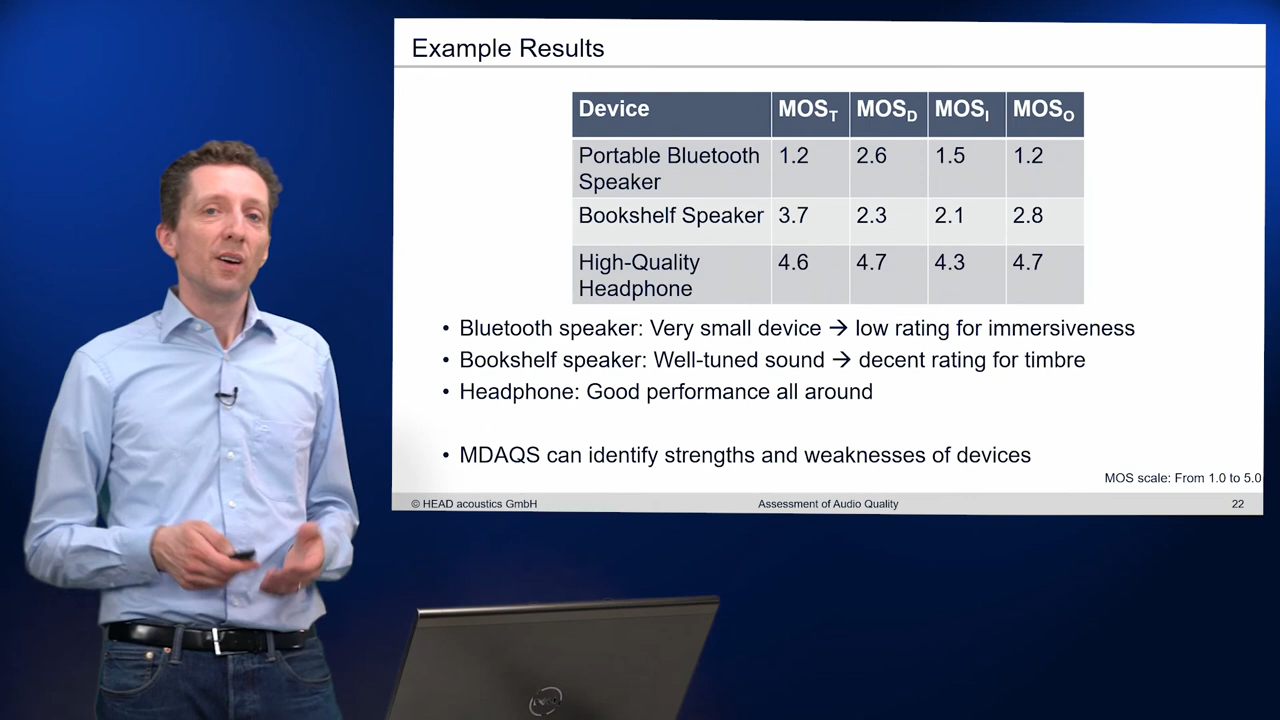 Example Results
Device MOST MOSD MOSI MOSO
Portable Bluetooth
Speaker 1.2 2.6 1.5 1.2
Bookshelf Speaker 3.7 2.3 2.1 2.8
High-Quality
Headphone 4.6 4.7 4.3 4.7
• Bluetooth speaker: Very small device → low rating for immersiveness
• Bookshelf speaker: Well-tuned sound → decent rating for timbre
• Headphone: Good performance all around
• MDAQS can identify strengths and weaknesses of devices
MOS scale: From 1.0 to 5.0
© HEAD acoustics GmbH Assessment of Audio Quality 22
DELL